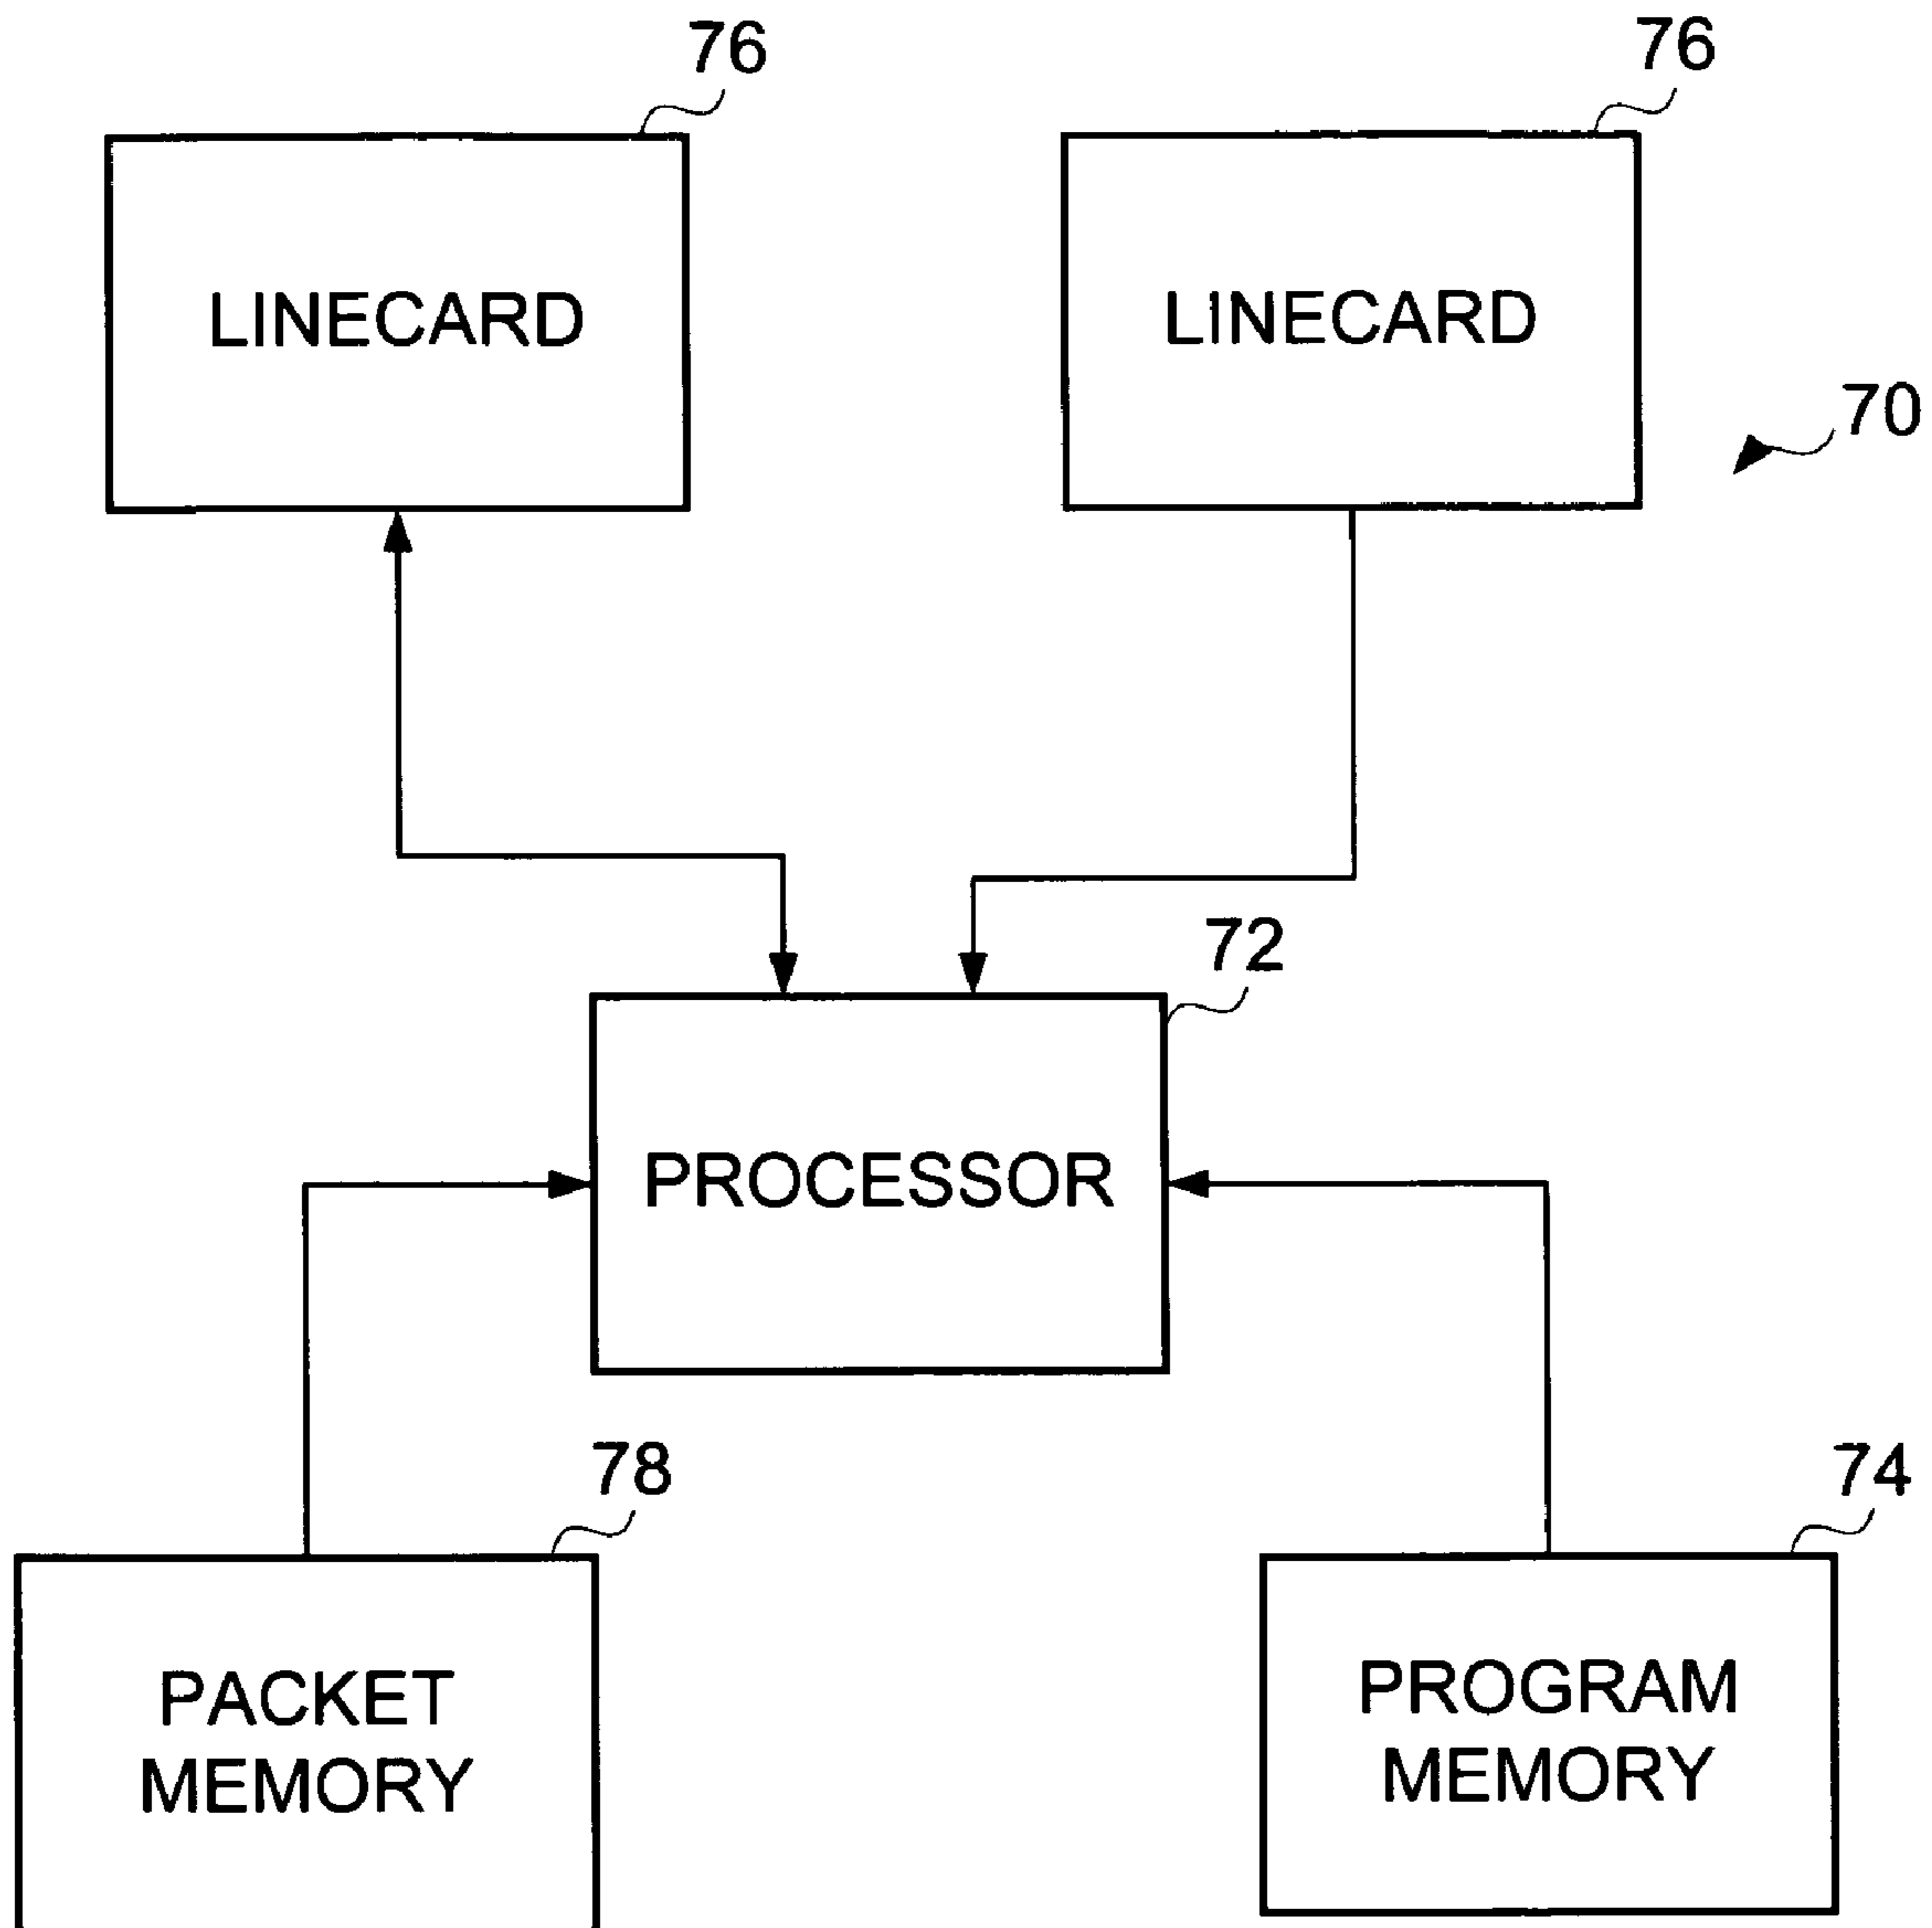 76
76
LINECARD
LINECARD
70
72
PROCESSOR
78
74
PACKET
MEMORY
PROGRAM
MEMORY